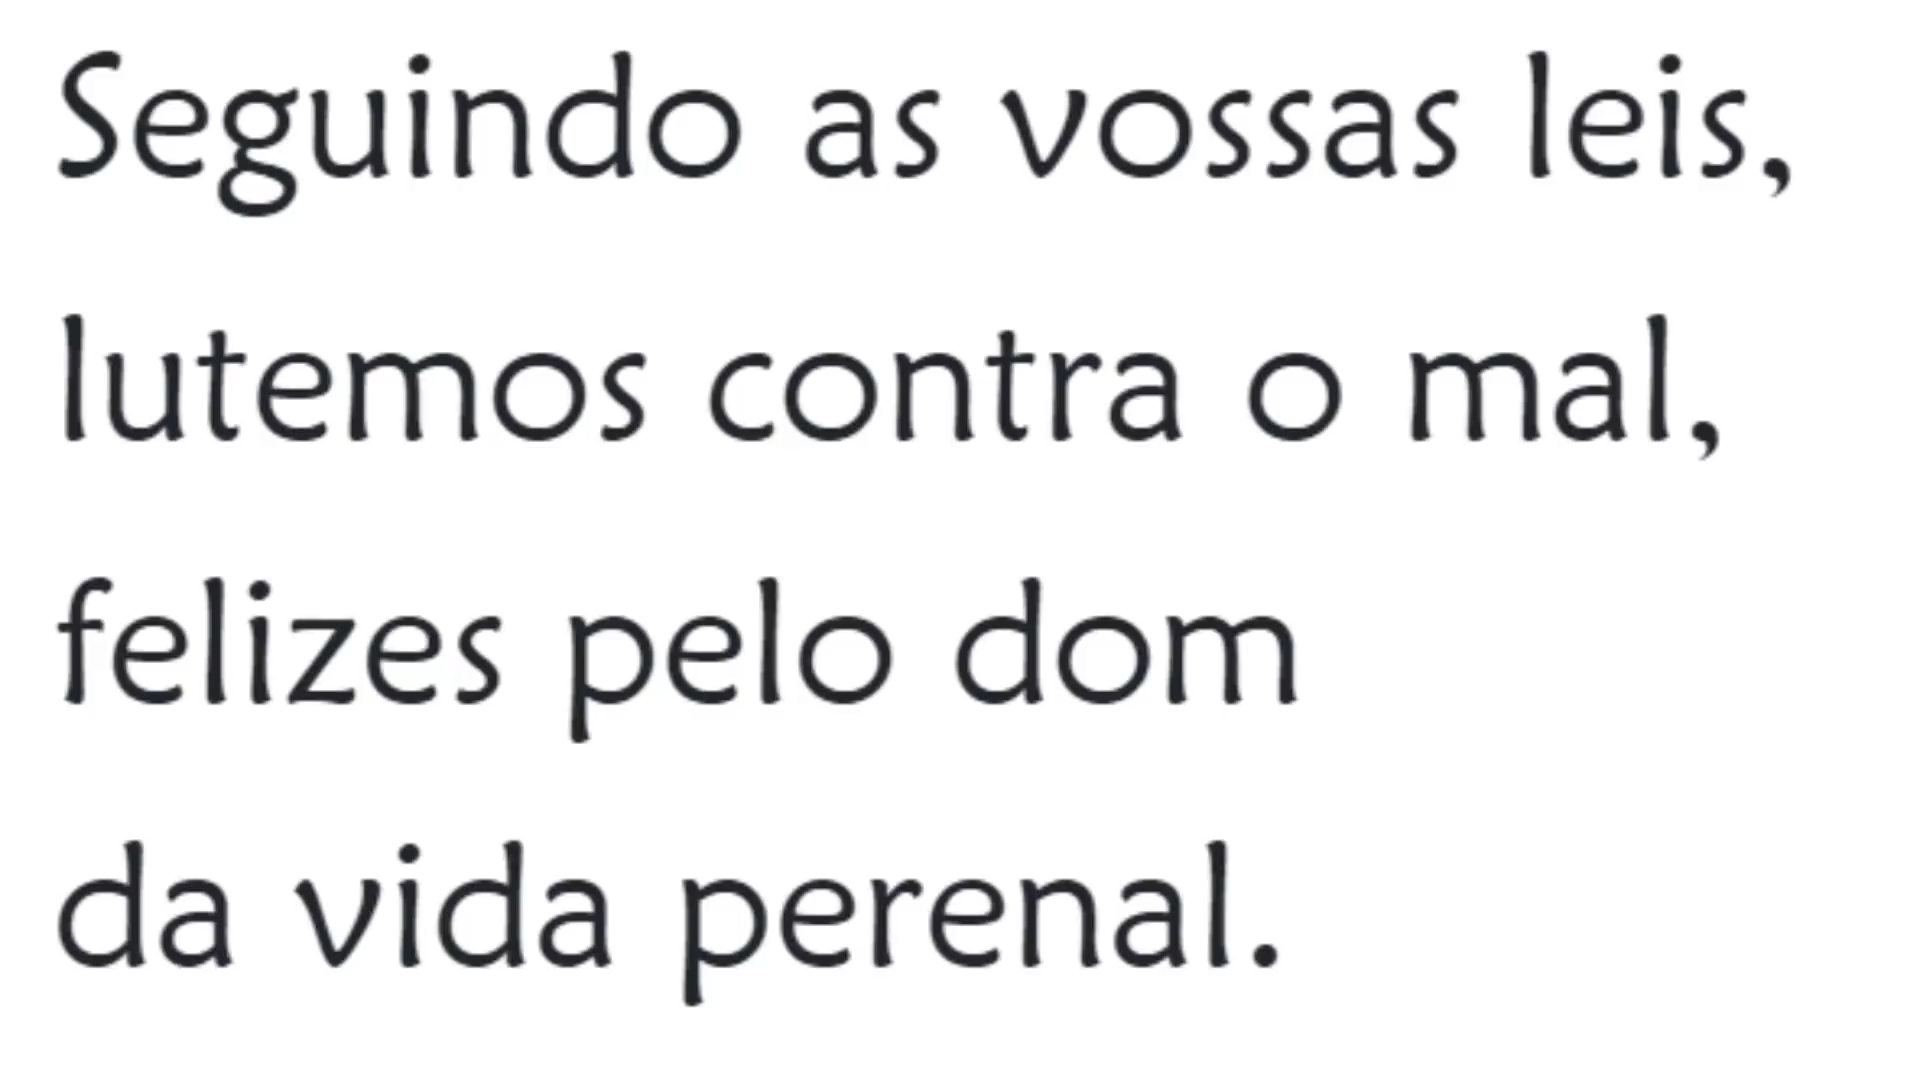 Seguindo as vossas leis,
lutemos contra o mal,
felizes pelo dom
da vida perenal.